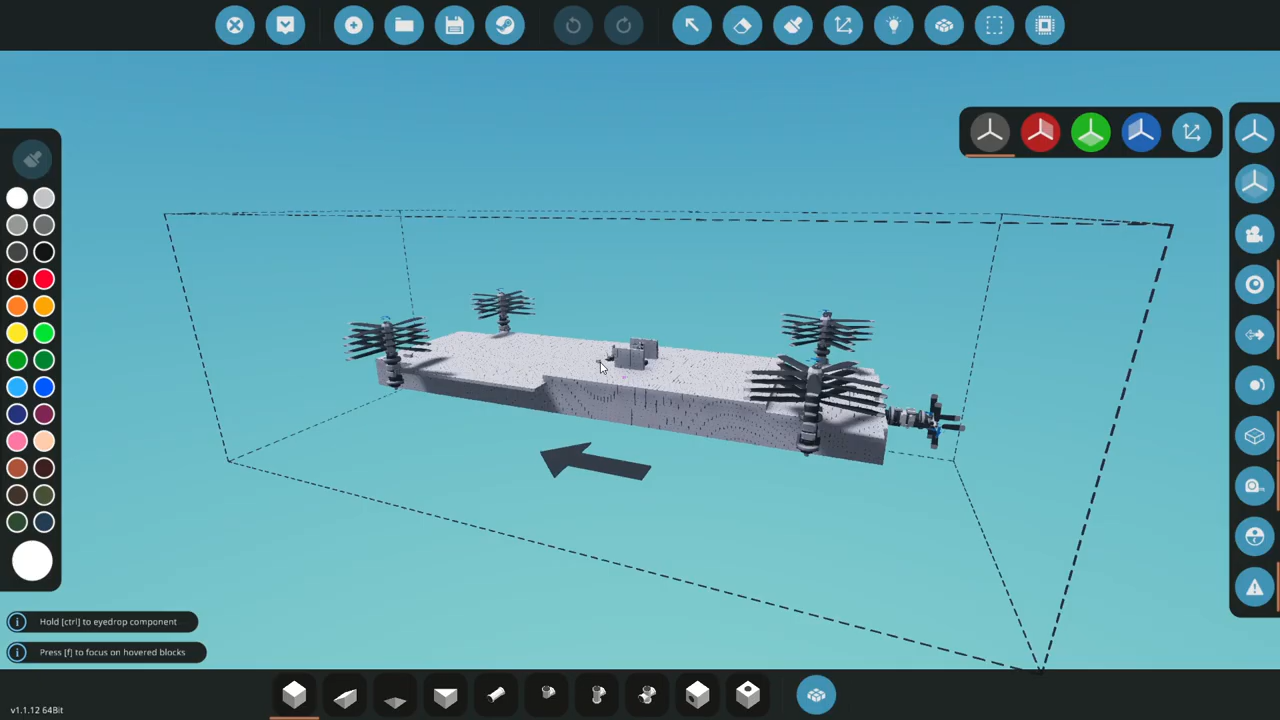 Hold [ctrl] to eyedrop component
Press [f] to focus on hovered blocks
v1.1.12 64Bit